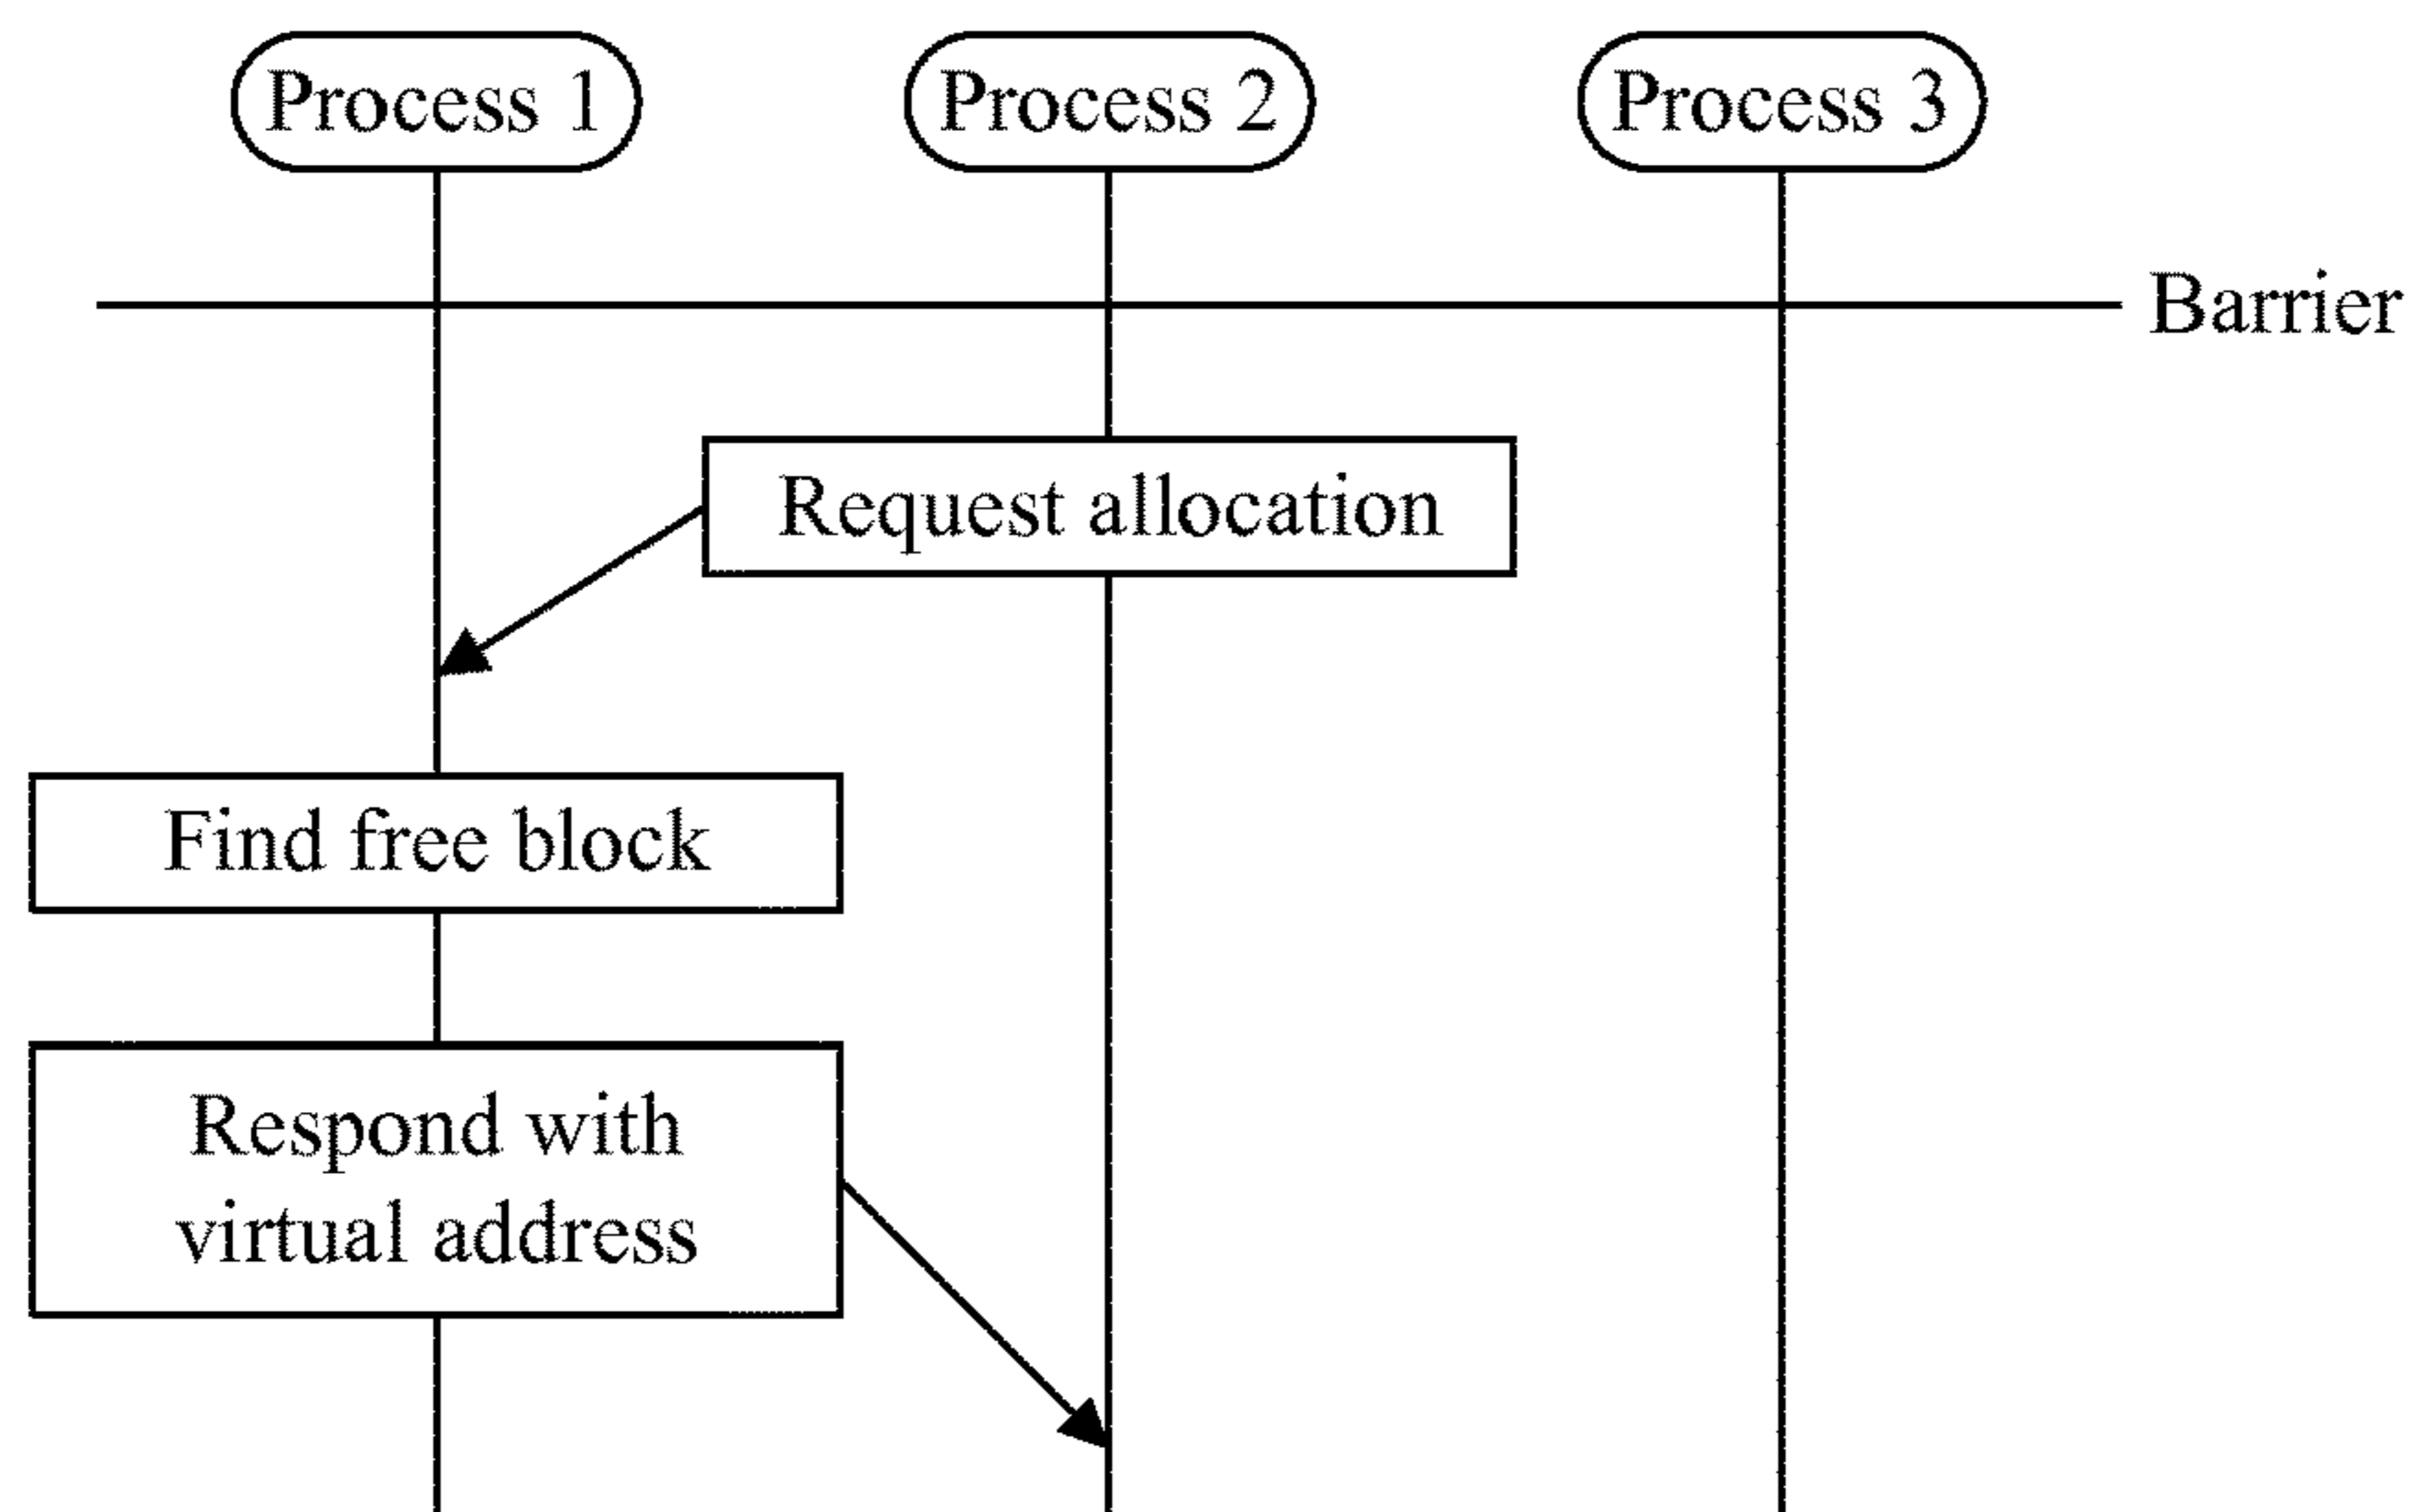 Process 1
Process 2
Process 3
Barrier
Request allocation
Find free block
Respond with
virtual address